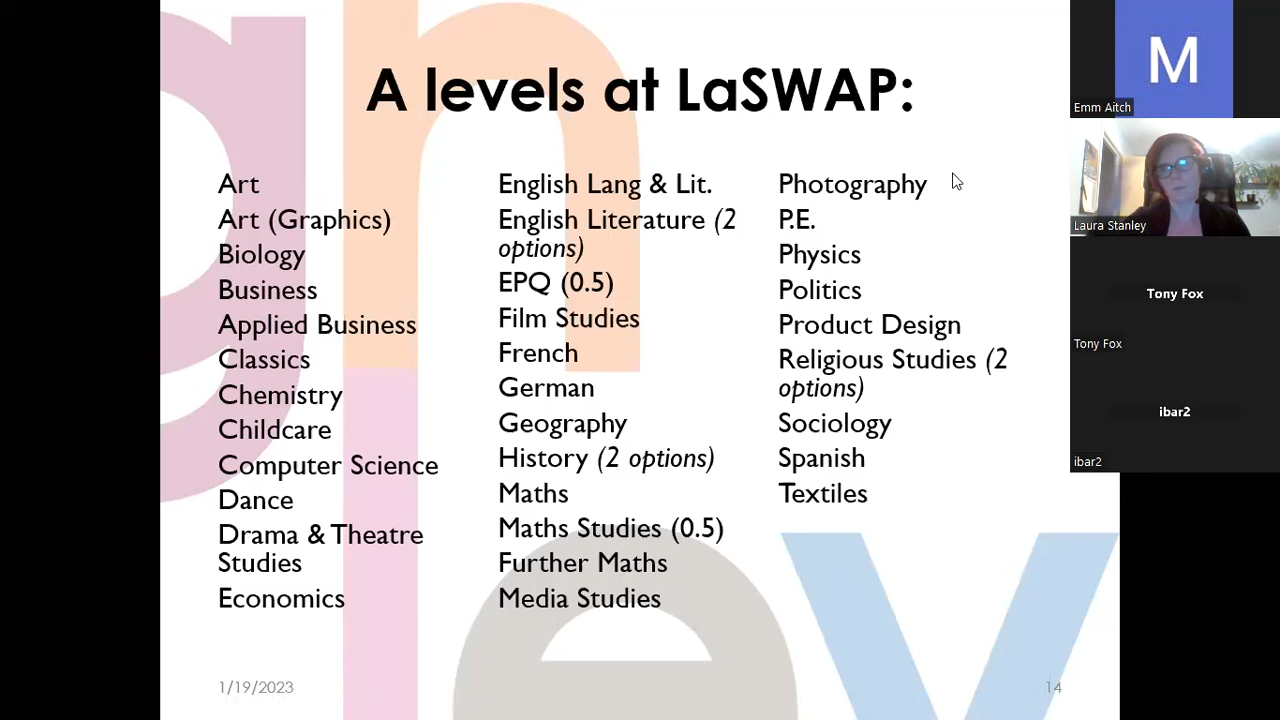 A levels at LaSWAP:
Art
Art (Graphics)
Biology
Business
Applied Business
Classics
Chemistry
Childcare
Computer Science
Dance
Drama & Theatre
Studies
Economics
English Lang & Lit.
English Literature (2
options)
EPQ (0.5)
Film Studies
French
German
Geography
History (2 options)
Maths
Maths Studies (0.5)
Further Maths
Media Studies
Photography
P.E.
Physics
Politics
Product Design
Religious Studies (2
options)
Sociology
Spanish
Textiles
1/19/2023
14
M
Emm Aitch
Laura Stanley
Tony Fox
Tony Fox
ibar2
ibar2